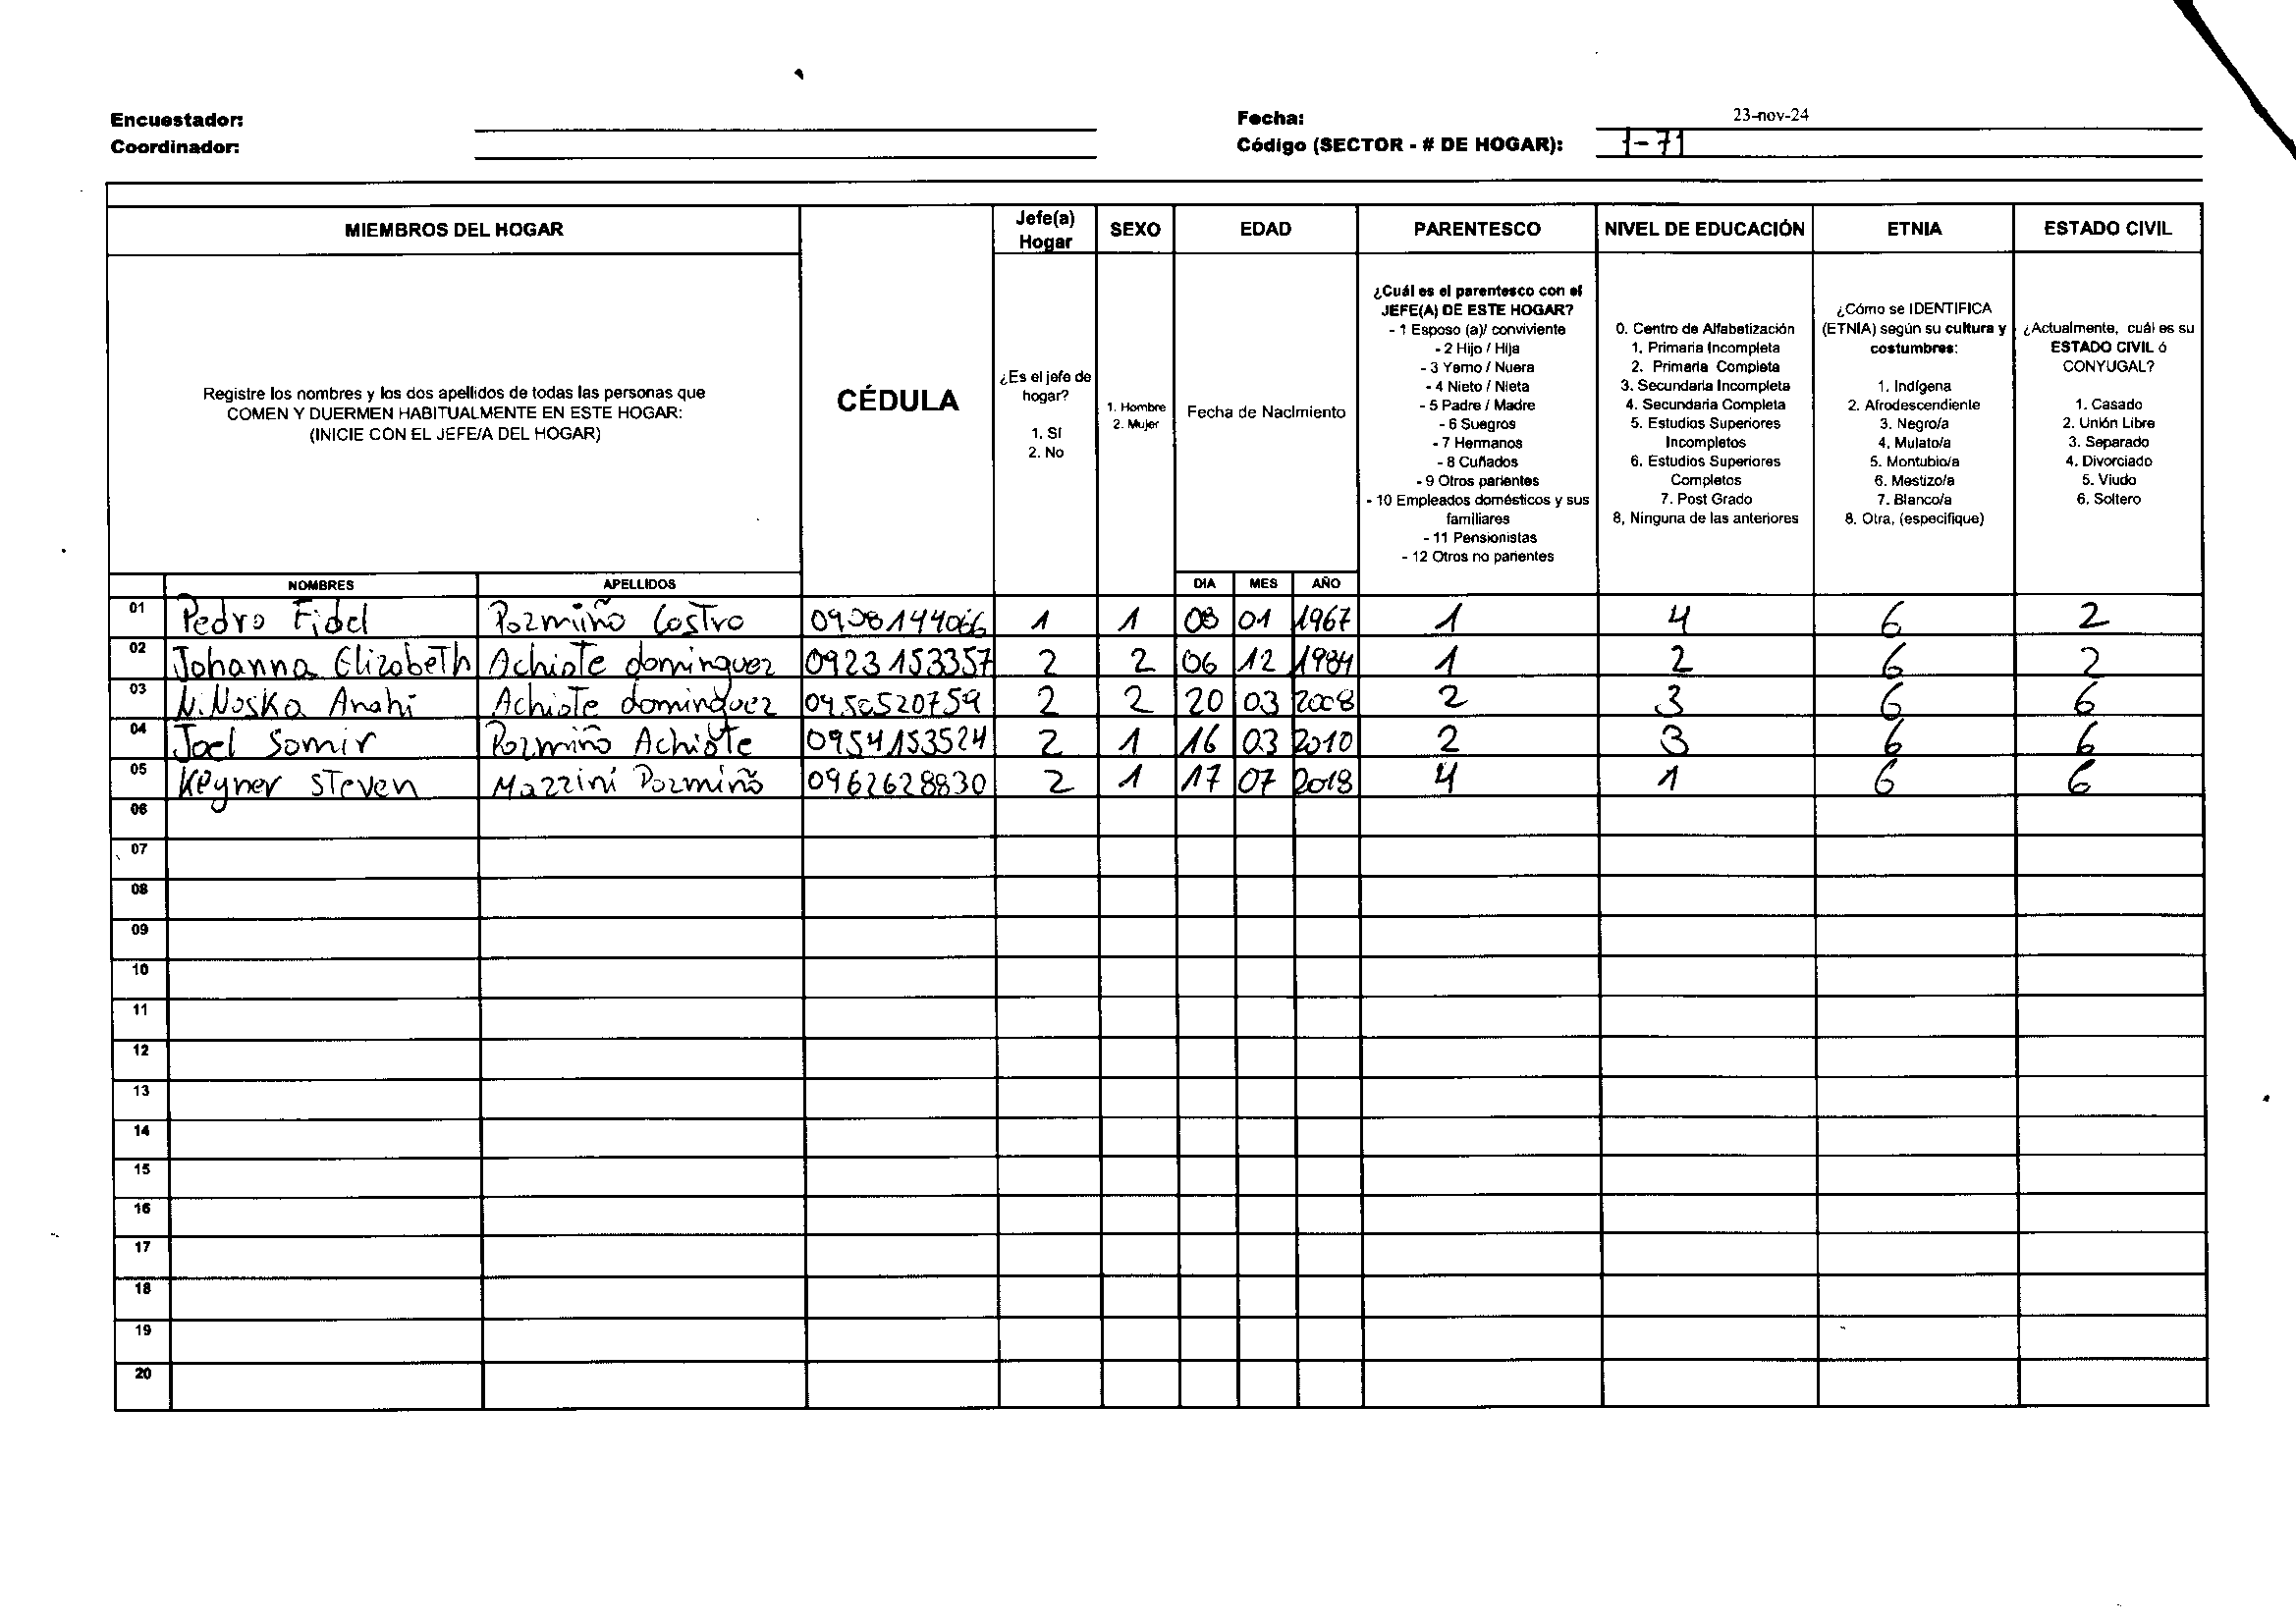 Encuestador:
Coordinador:
Fecha: 23-nov-24
Código (SECTOR - # DE HOGAR): 1-71
MIEMBROS DEL HOGAR
CÉDULA
Jefe(a) Hogar
SEXO
EDAD
PARENTESCO
NIVEL DE EDUCACIÓN
ETNIA
ESTADO CIVIL
Registre los nombres y los dos apellidos de todas las personas que
COMEN Y DUERMEN HABITUALMENTE EN ESTE HOGAR:
(INICIE CON EL JEFE/A DEL HOGAR)
¿Es el jefe de
hogar?
1. SI
2. No
1. Hombre
2. Mujer
Fecha de Nacimiento
¿Cuál es el parentesco con el
JEFE(A) DE ESTE HOGAR?
- 1 Esposo (a)/ conviviente
- 2 Hijo / Hija
- 3 Yerno / Nuera
- 4 Nieto / Nieta
- 5 Padre / Madre
- 6 Suegros
- 7 Hermanos
- 8 Cuñados
- 9 Otros parientes
- 10 Empleados domésticos y sus
familiares
- 11 Pensionistas
- 12 Otros no parientes
0. Centro de Alfabetización
1. Primaria Incompleta
2. Primaria Completa
3. Secundaria Incompleta
4. Secundaria Completa
5. Estudios Superiores
Incompletos
6. Estudios Superiores
Completos
7. Post Grado
8. Ninguna de las anteriores
¿Cómo se IDENTIFICA
(ETNIA) según su cultura y
costumbres:
1. Indígena
2. Afrodescendiente
3. Negro/a
4. Mulato/a
5. Montubio/a
6. Mestizo/a
7. Blanco/a
8. Otra, (especifique)
¿Actualmente, cuál es su
ESTADO CIVIL ó
CONYUGAL?
1. Casado
2. Unión Libre
3. Separado
4. Divorciado
5. Viudo
6. Soltero
NOMBRES APELLIDOS DIA MES AÑO
01 Pedro Fidel Pozmiño Castro 0908144066 1 1 08 01 1967 1 4 6 2
02 Johanna Elizabeth Achiote dominguez 0923153357 2 2 06 12 1984 1 2 6 2
03 Anahi Achiote dominguez 0950520759 2 2 20 03 2008 2 3 6 6
04 Joel Somir Pozmiño Achiote 0954153524 2 1 16 03 2010 2 3 6 6
05 Keyner Steven Mazzini Pozmiño 0962628830 2 1 17 07 2018 4 1 6 6
06
07
08
09
10
11
12
13
14
15
16
17
18
19
20